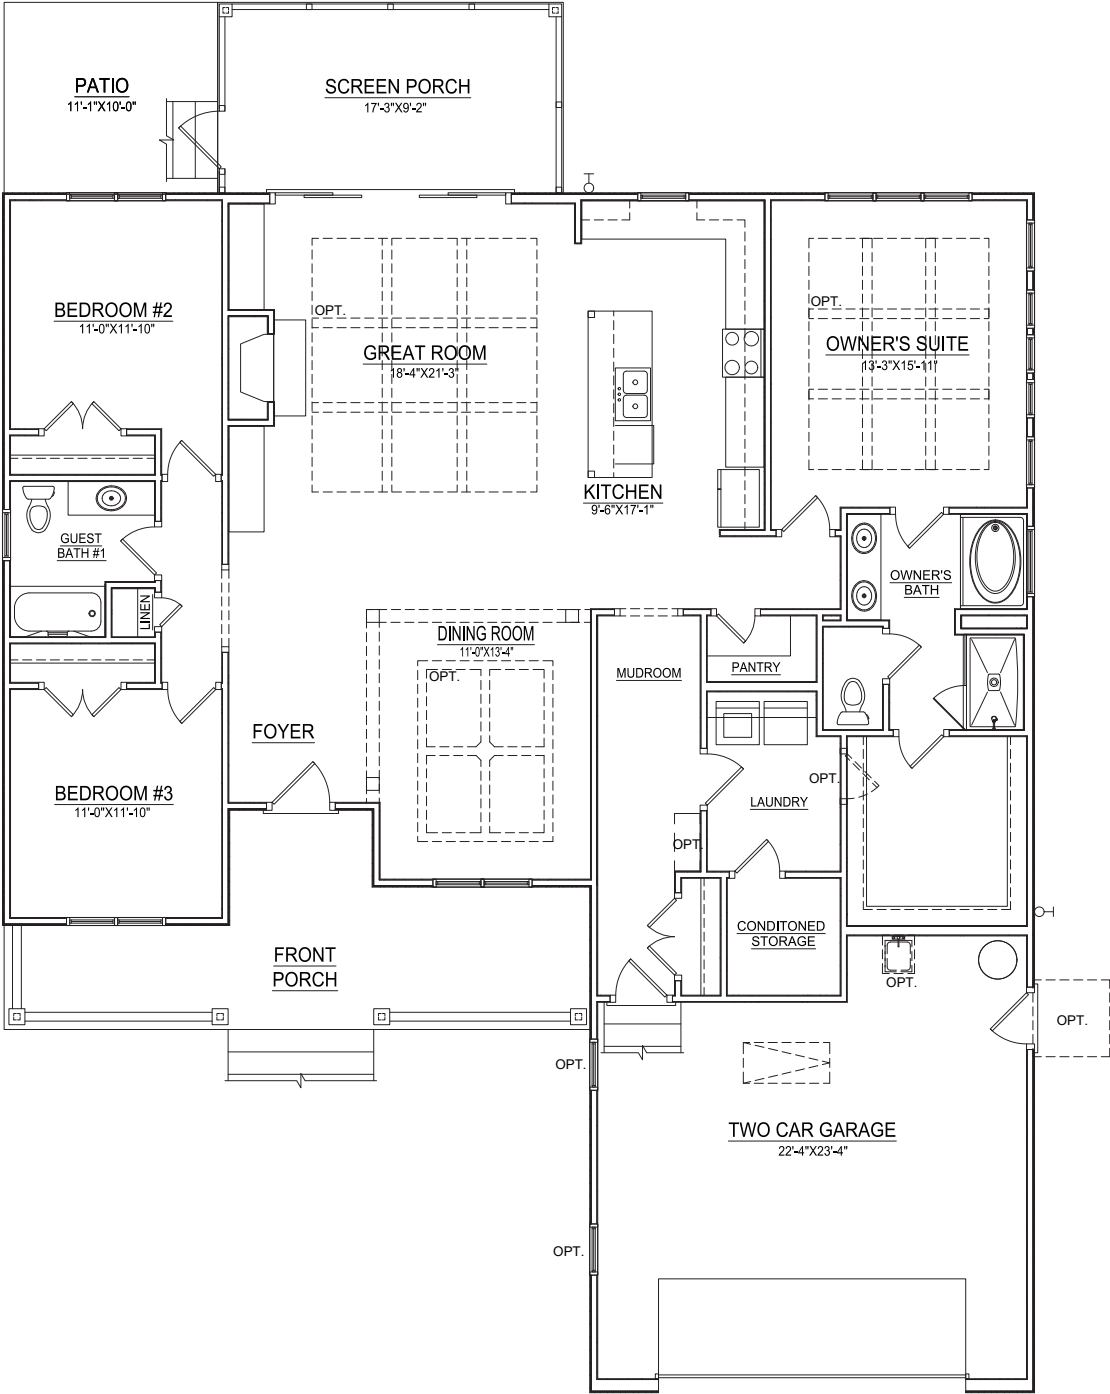 PATIO
11'-1"X10'-0"
SCREEN PORCH
17'-3"X9'-2"
BEDROOM #2
11'-0"X11'-10"
OPT.
GREAT ROOM
18'-4"X21'-3"
OPT.
OWNER'S SUITE
13'-3"X15'-11"
KITCHEN
9'-6"X17'-1"
GUEST
BATH #1
LINEN
OWNER'S
BATH
DINING ROOM
11'-0"X13'-4"
OPT.
MUDROOM
PANTRY
FOYER
BEDROOM #3
11'-0"X11'-10"
OPT.
LAUNDRY
OPT.
CONDITONED
STORAGE
FRONT
PORCH
OPT.
OPT.
OPT.
TWO CAR GARAGE
22'-4"X23'-4"
OPT.